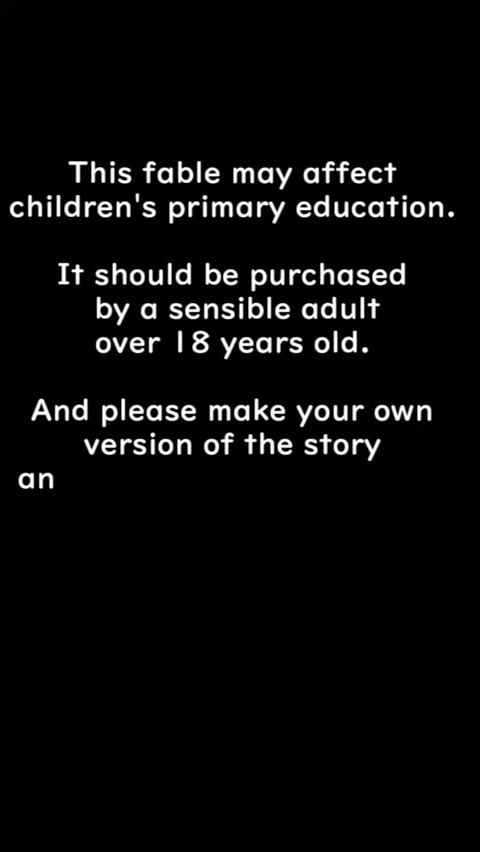 This fable may affect
children's primary education.
It should be purchased
by a sensible adult
over 18 years old.
And please make your own
version of the story
an